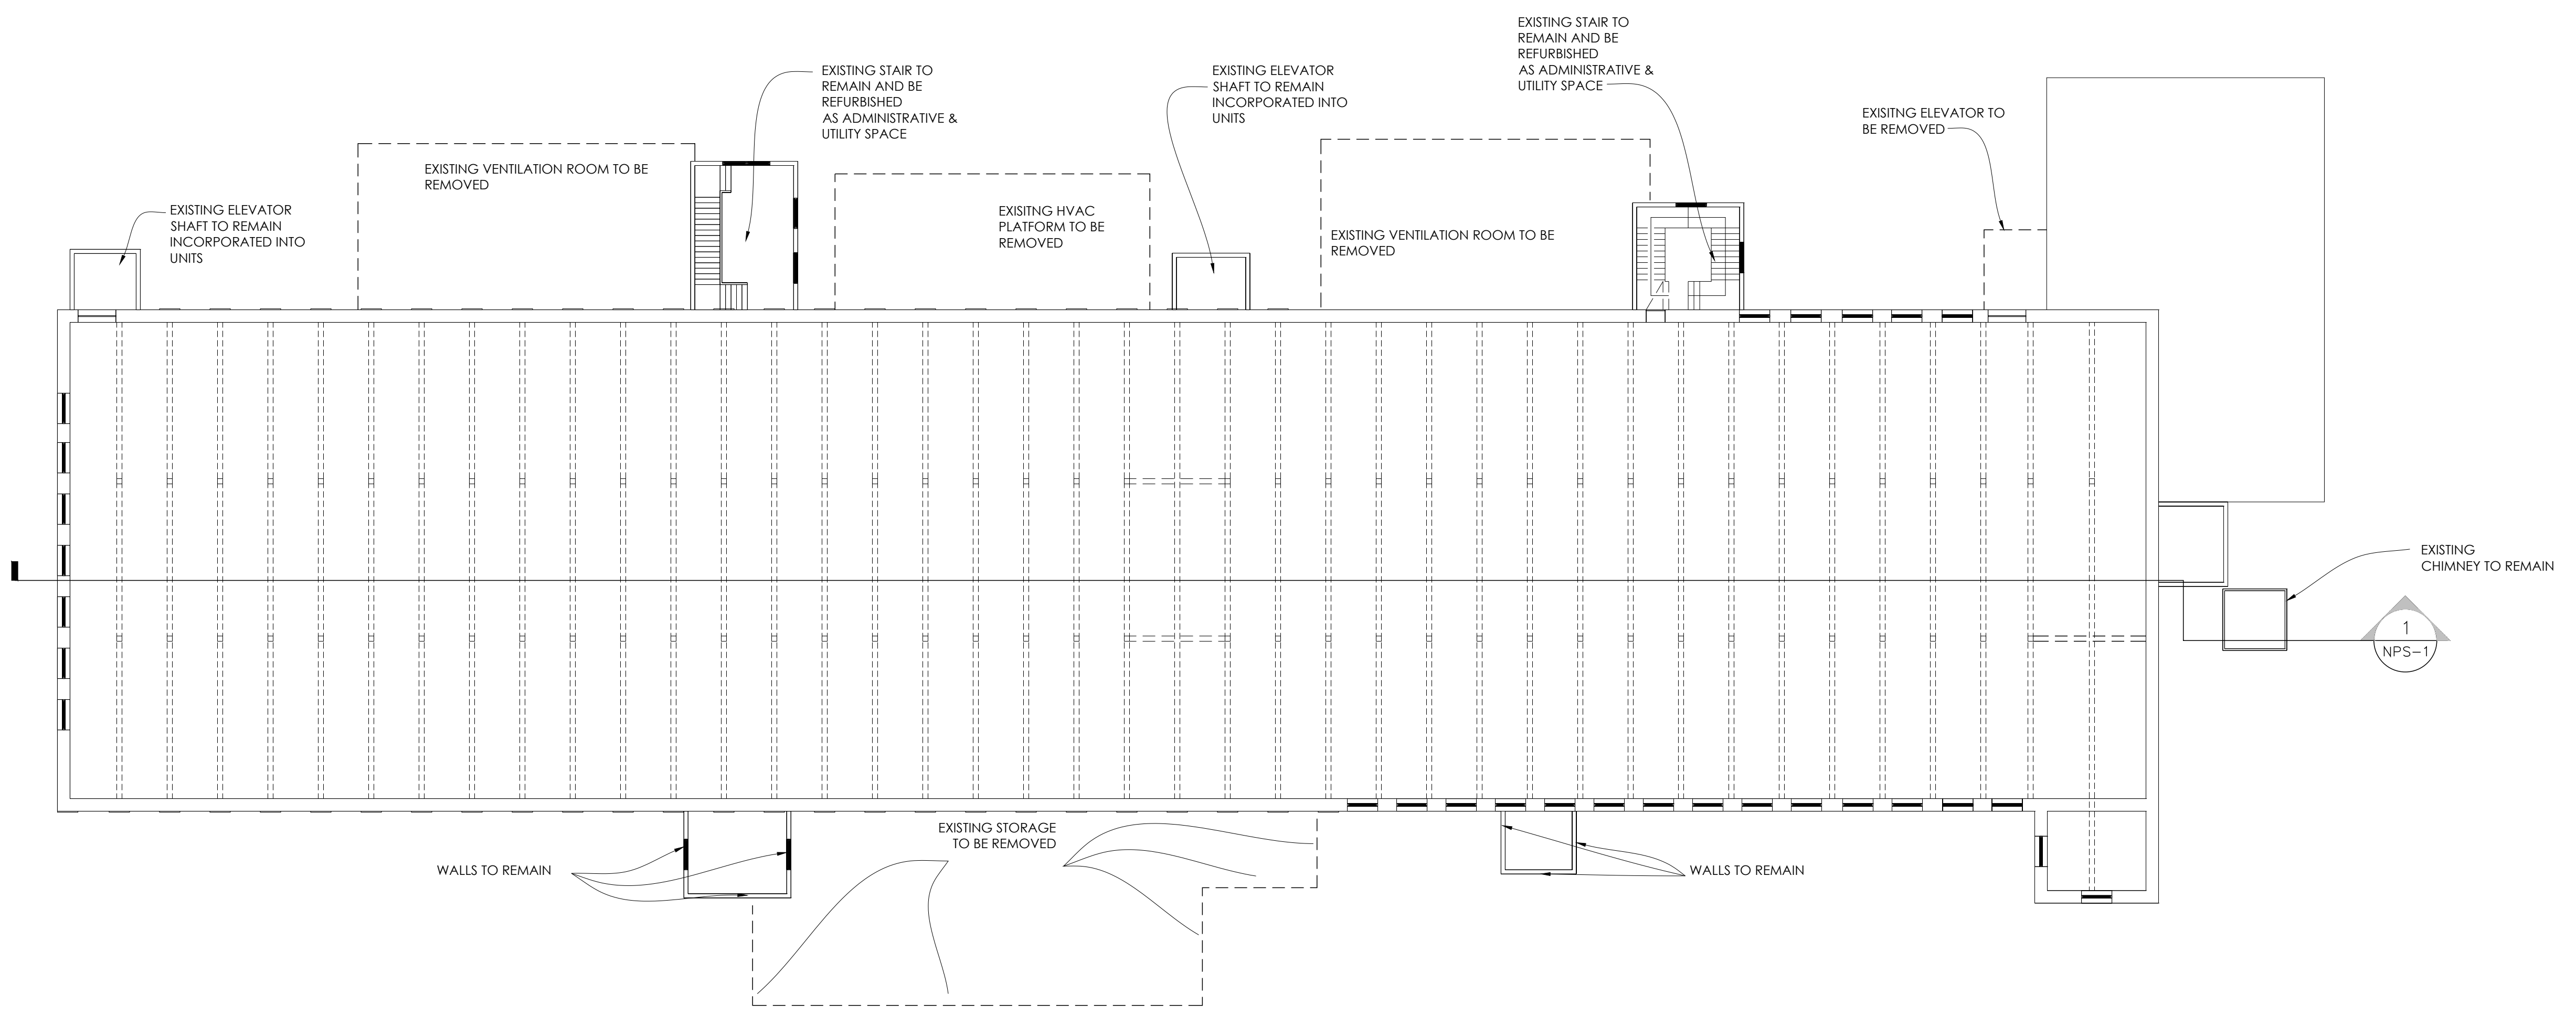 EXISTING STAIR TO
REMAIN AND BE
REFURBISHED
AS ADMINISTRATIVE &
UTILITY SPACE
EXISTING STAIR TO
REMAIN AND BE
REFURBISHED
AS ADMINISTRATIVE &
UTILITY SPACE
EXISTING ELEVATOR
SHAFT TO REMAIN
INCORPORATED INTO
UNITS
EXISITNG ELEVATOR TO
BE REMOVED
EXISTING VENTILATION ROOM TO BE
REMOVED
EXISTING ELEVATOR
SHAFT TO REMAIN
INCORPORATED INTO
UNITS
EXISITNG HVAC
PLATFORM TO BE
REMOVED
EXISTING VENTILATION ROOM TO BE
REMOVED
EXISTING
CHIMNEY TO REMAIN
1
NPS-1
EXISTING STORAGE
TO BE REMOVED
WALLS TO REMAIN
WALLS TO REMAIN